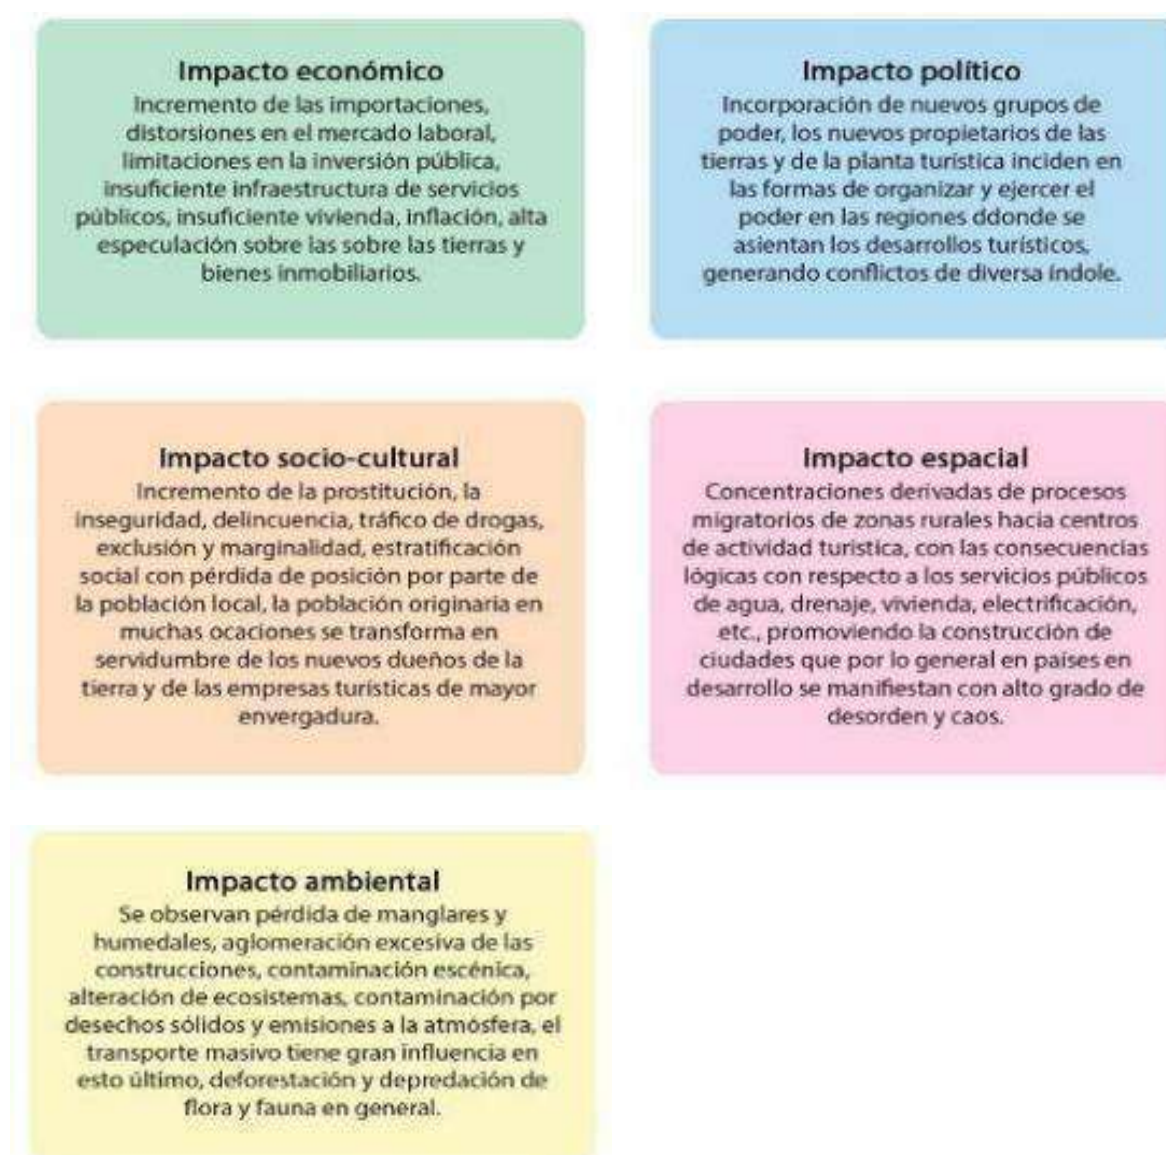 Impacto económico
Incremento de las importaciones,
distorsiones en el mercado laboral,
limitaciones en la inversión pública,
insuficiente infraestructura de servicios
públicos, insuficiente vivienda, inflación, alta
especulación sobre las sobre las tierras y
bienes inmobiliarios.
Impacto político
Incorporación de nuevos grupos de
poder, los nuevos propietarios de las
tierras y de la planta turística inciden en
las formas de organizar y ejercer el
poder en las regiones ddonde se
asientan los desarrollos turísticos,
generando conflictos de diversa índole.
Impacto socio-cultural
Incremento de la prostitución, la
inseguridad, delincuencia, tráfico de drogas,
exclusión y marginalidad, estratificación
social con pérdida de posición por parte de
la población local, la población originaria en
muchas ocaciones se transforma en
servidumbre de los nuevos dueños de la
tierra y de las empresas turísticas de mayor
envergadura.
Impacto espacial
Concentraciones derivadas de procesos
migratorios de zonas rurales hacia centros
de actividad turística, con las consecuencias
lógicas con respecto a los servicios públicos
de agua, drenaje, vivienda, electrificación,
etc., promoviendo la construcción de
ciudades que por lo general en países en
desarrollo se manifiestan con alto grado de
desorden y caos.
Impacto ambiental
Se observan pérdida de manglares y
humedales, aglomeración excesiva de las
construcciones, contaminación escénica,
alteración de ecosistemas, contaminación por
desechos sólidos y emisiones a la atmósfera, el
transporte masivo tiene gran influencia en
esto último, deforestación y depredación de
flora y fauna en general.